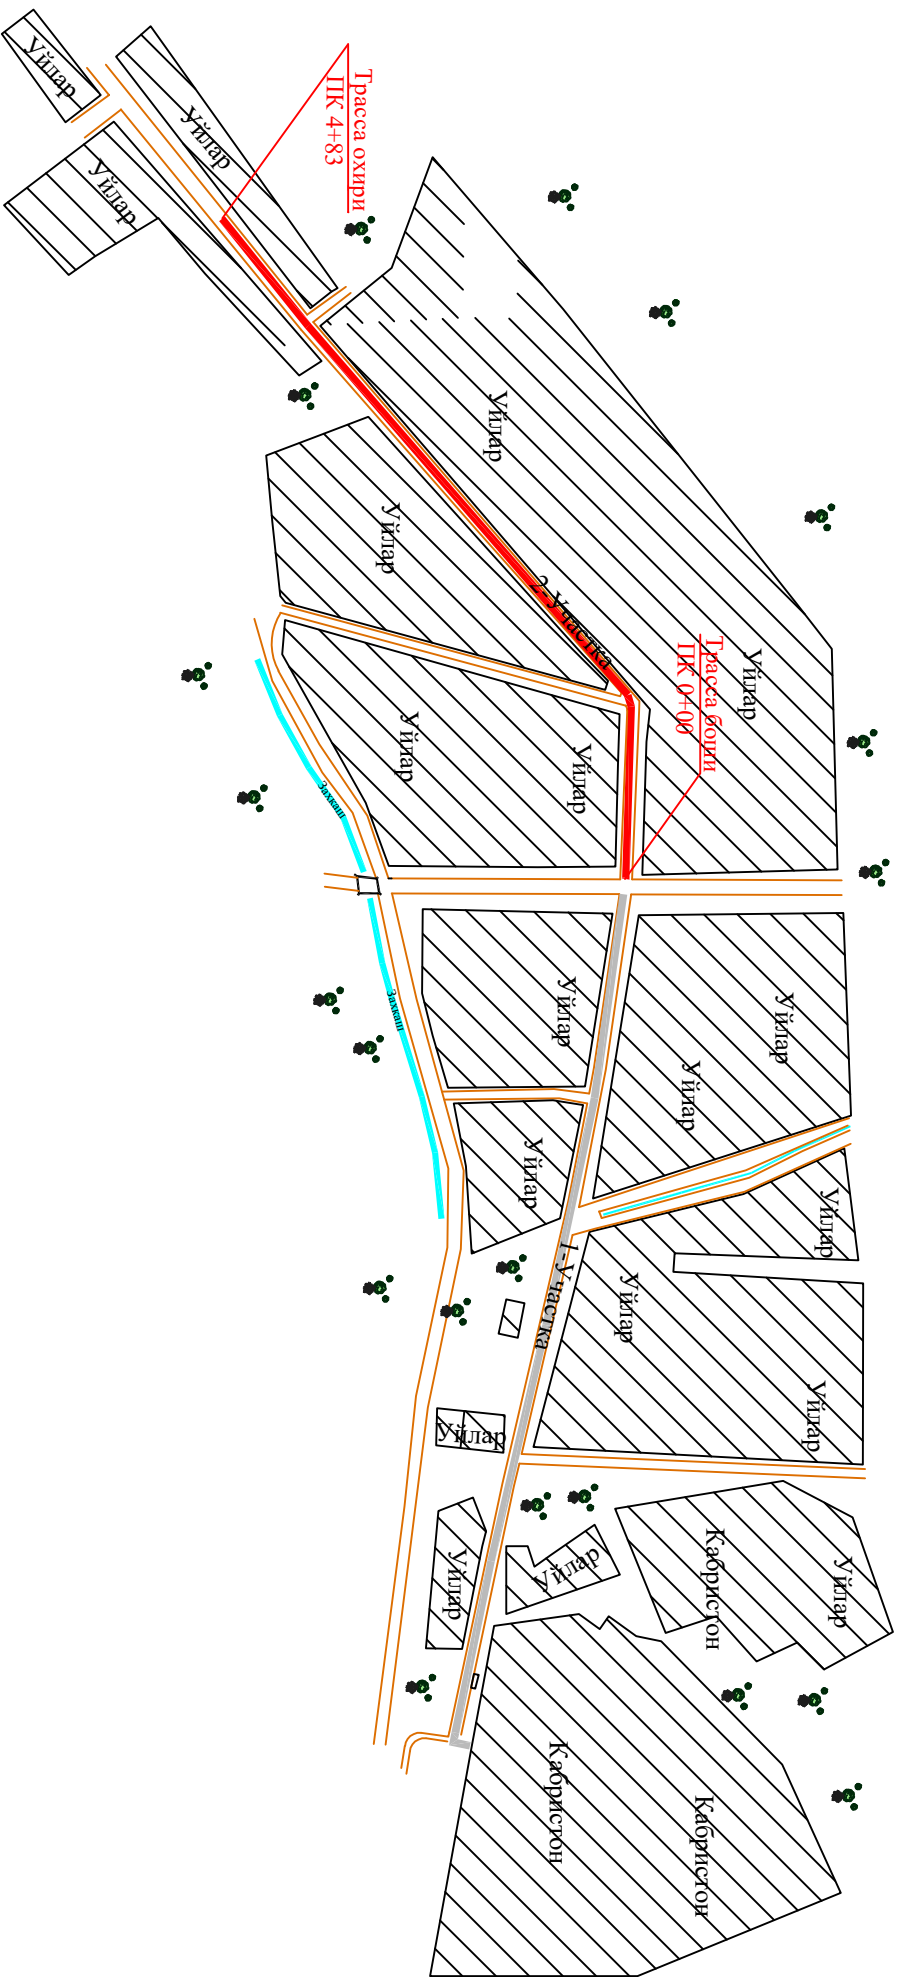 Уйлар
Уйлар
Уйлар
Трасса охири
ПК 4+83
Уйлар
Уйлар
2- Участка
Трасса боши
ПК 0+00
Уйлар
Уйлар
Уйлар
Захкаш
Захкаш
Уйлар
Уйлар
Уйлар
Уйлар
Уйлар
1- Участка
Уйлар
Уйлар
Уйлар
Уйлар
Уйлар
Кабристон
Уйлар
Кабристон
Кабристон